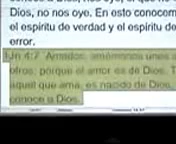 Dios, no nos oye. En esto conocem
el espíritu de verdad y el espíritu de
error.
1Jn 4:7 Amados, amémonos unos a
otros; porque el amor es de Dios. T
aquel que ama, es nacido de Dios,
conoce a Dios.